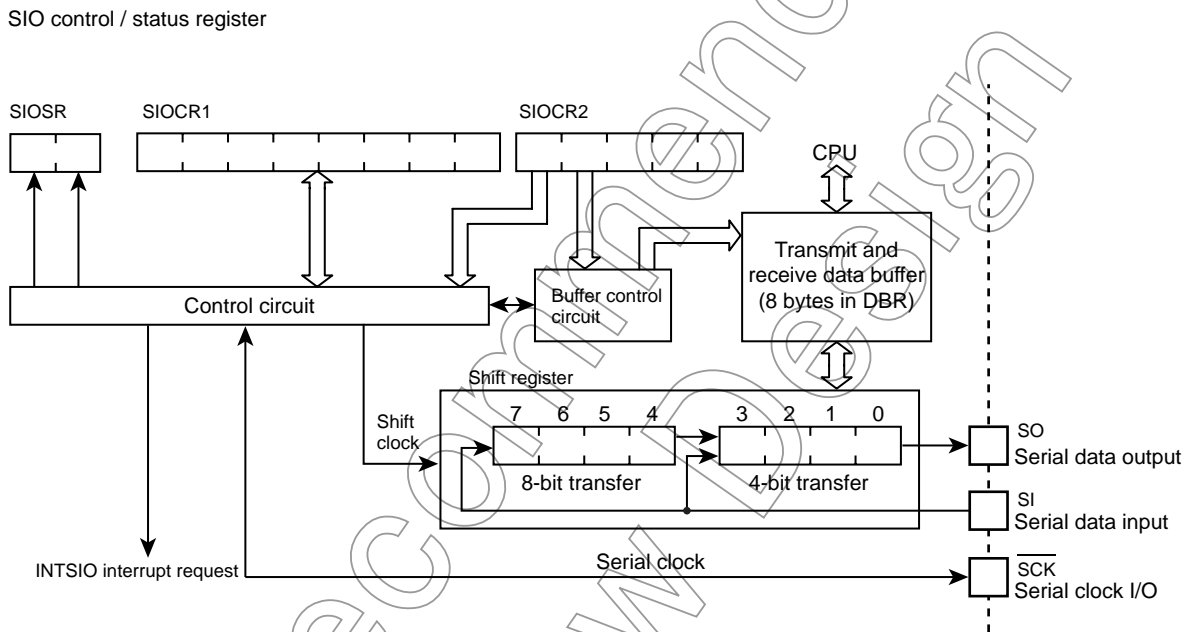 SIO control / status register
SIOSR
SIOCR1
SIOCR2
CPU
Transmit and
receive data buffer
(8 bytes in DBR)
Control circuit
Buffer control
circuit
Shift register
Shift
clock
7 6 5 4 3 2 1 0
8-bit transfer
4-bit transfer
SO
Serial data output
SI
Serial data input
INTSIO interrupt request
Serial clock
SCK
Serial clock I/O
ecommen
w Design